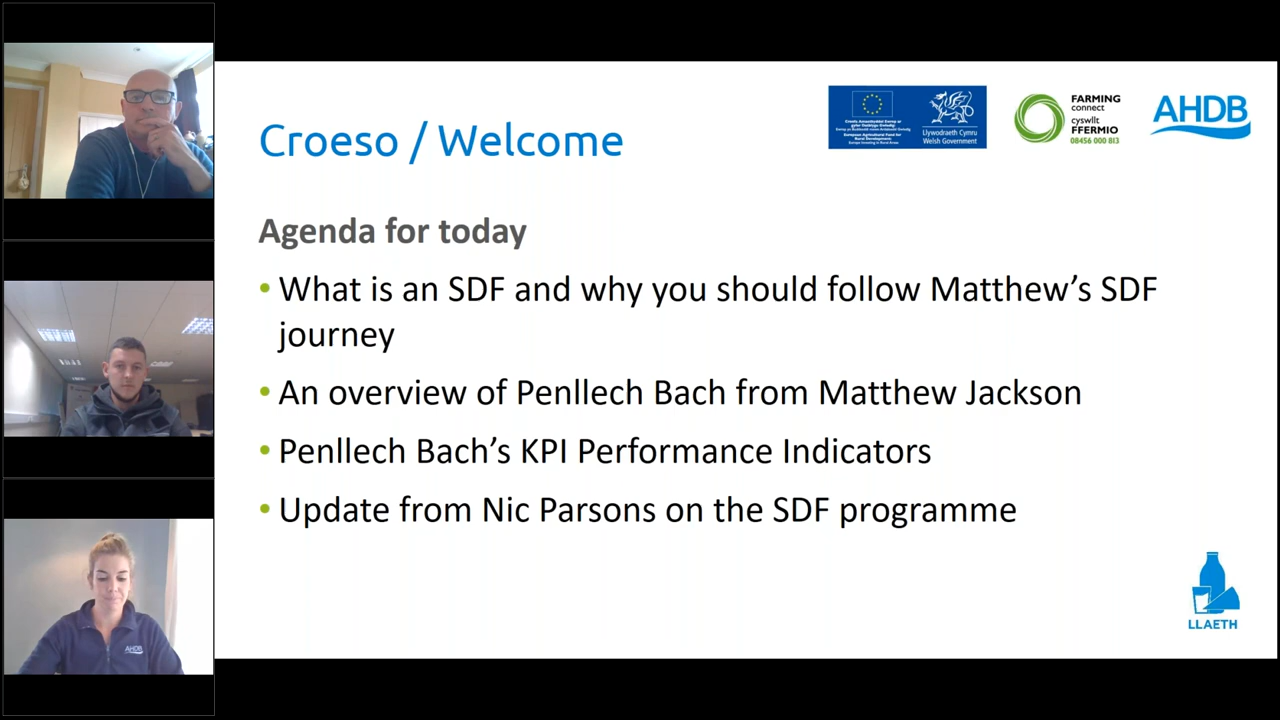 Croeso / Welcome
Llywodraeth Cymru
Welsh Government
FARMING
connect
cyswllt
FFERMIO
08456 000 813
AHDB
Agenda for today
• What is an SDF and why you should follow Matthew’s SDF
journey
• An overview of Penllech Bach from Matthew Jackson
• Penllech Bach’s KPI Performance Indicators
• Update from Nic Parsons on the SDF programme
LLAETH
AHDB